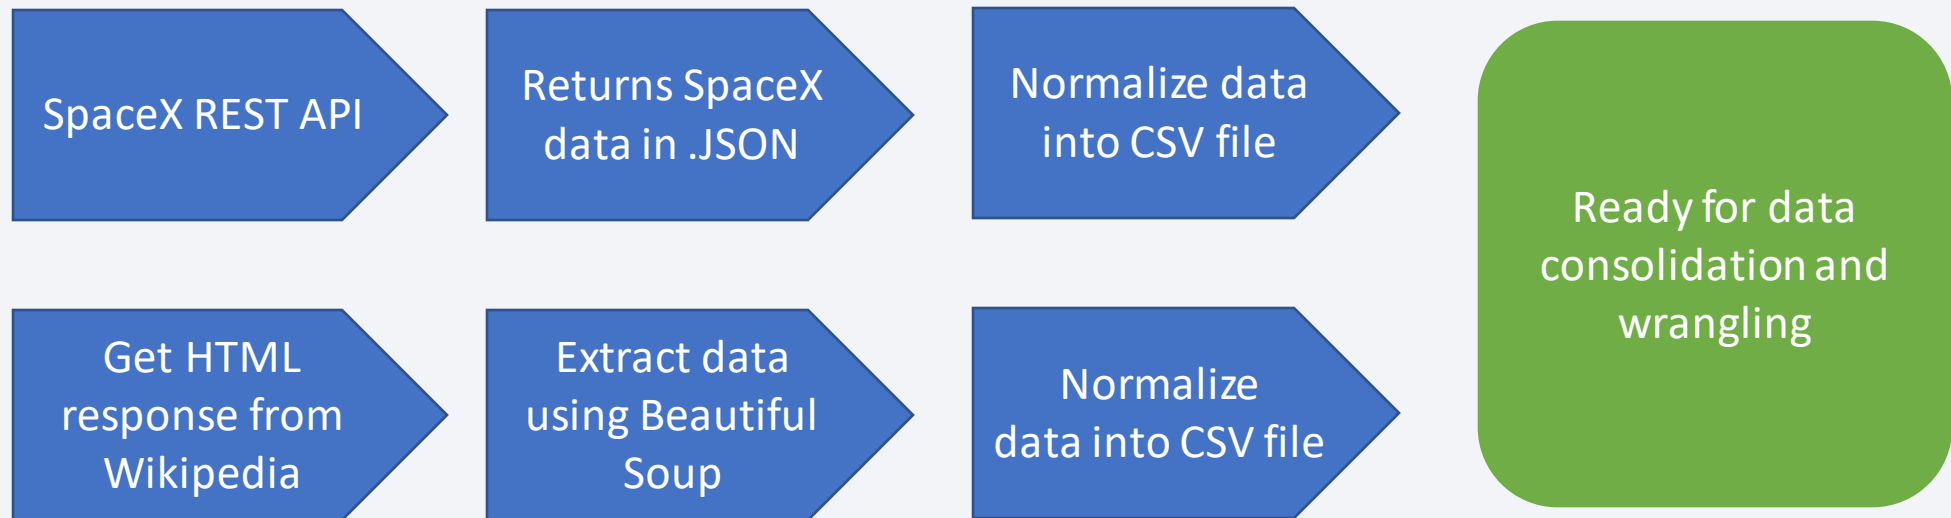 SpaceX REST API
Returns SpaceX
data in .JSON
Normalize data
into CSV file
Get HTML
response from
Wikipedia
Extract data
using Beautiful
Soup
Normalize
data into CSV file
Ready for data
consolidation and
wrangling